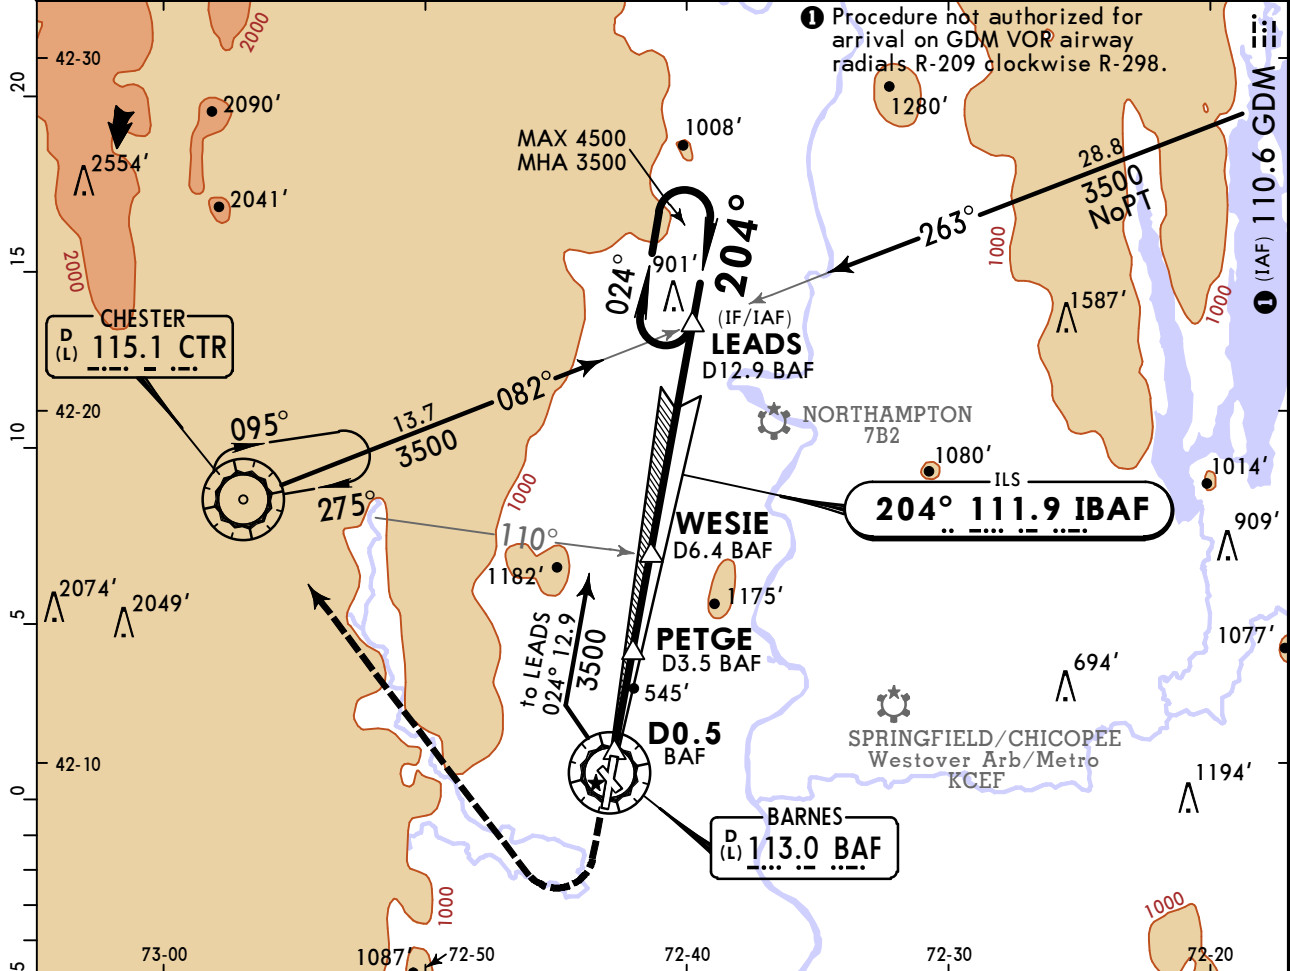 ❶ Procedure not authorized for
arrival on GDM VOR airway
radials R-209 clockwise R-298.
20
42-30
2000
2090'
2554'
2041'
2000
1008'
1280'
MAX 4500
MHA 3500
204°
024°
901'
263°
28.8
3500
NoPT
❶ (IAF) 110.6 GDM
1000
1587'
1000
15
(IF/IAF)
LEADS
D12.9 BAF
CHESTER
D
(L) 115.1 CTR
42-20
10
095°
275°
13.7
3500
082°
1000
NORTHAMPTON
7B2
1080'
1014'
909'
ILS
204° 111.9 IBAF
110°
1182'
WESIE
D6.4 BAF
1175'
2074'
2049'
5
to LEADS
024° 12.9
3500
PETGE
D3.5 BAF
545'
1077'
694'
D0.5
BAF
SPRINGFIELD/CHICOPEE
Westover Arb/Metro
KCEF
1194'
42-10
0
BARNES
D
(L) 113.0 BAF
1000
1000
1087'
5
73-00
72-50
72-40
72-30
72-20